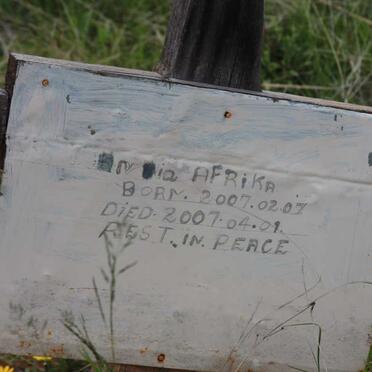 AFRiKA
BORN. 2007.02.07
DIED. 2007.04.01.
REST. IN. PEACE